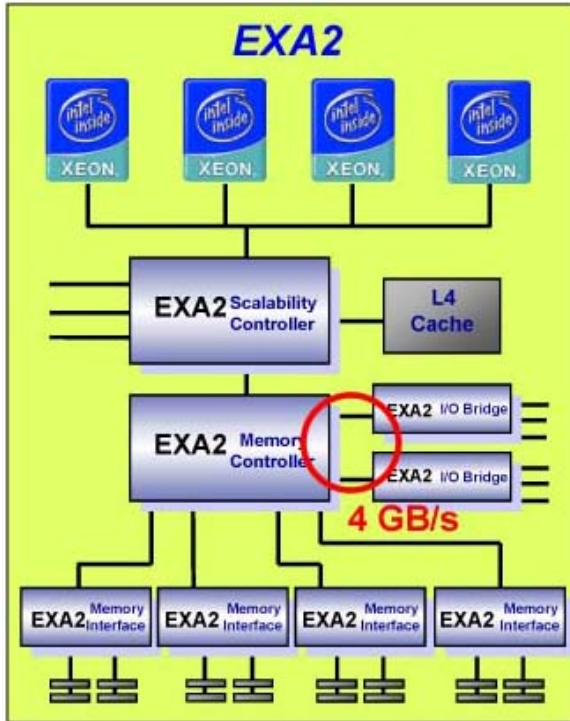 EXA2
intel inside
XEON
intel inside
XEON
intel inside
XEON
intel inside
XEON
EXA2 Scalability
Controller
L4
Cache
EXA2 Memory
Controller
EXA2 I/O Bridge
EXA2 I/O Bridge
4 GB/s
EXA2 Memory
Interface
EXA2 Memory
Interface
EXA2 Memory
Interface
EXA2 Memory
Interface